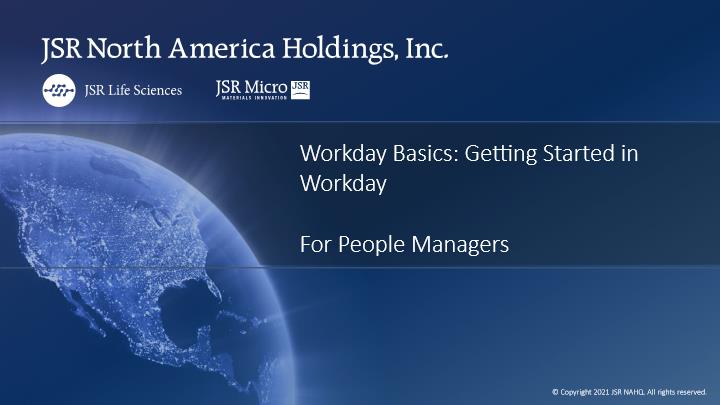 JSR North America Holdings, Inc.
JSR Life Sciences
JSR Micro
JSR
MATERIALS INNOVATION
Workday Basics: Getting Started in
Workday
For People Managers
© Copyright 2021 JSR NAHQ. All rights reserved.